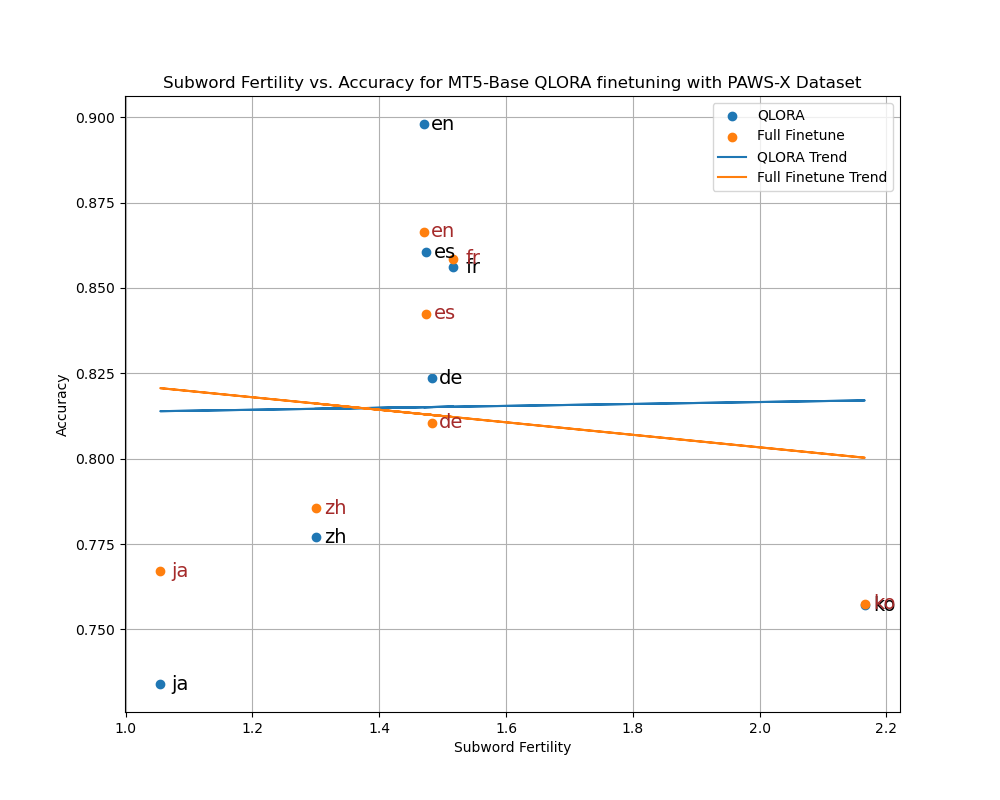 Subword Fertility vs. Accuracy for MT5-Base QLORA finetuning with PAWS-X Dataset
QLORA
Full Finetune
QLORA Trend
Full Finetune Trend
0.900
0.875
0.850
0.825
0.800
0.775
0.750
Accuracy
en
en
es
fr
fr
es
de
de
zh
zh
ja
ja
ko
ko
1.0 1.2 1.4 1.6 1.8 2.0 2.2
Subword Fertility